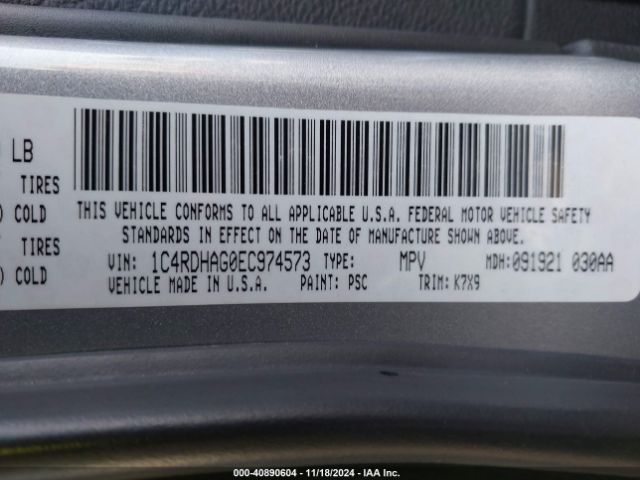 LB
TIRES
) COLD
TIRES
) COLD
THIS VEHICLE CONFORMS TO ALL APPLICABLE U.S.A. FEDERAL MOTOR VEHICLE SAFETY
STANDARDS IN EFFECT ON THE DATE OF MANUFACTURE SHOWN ABOVE.
VIN: 1C4RDHAG0EC974573 TYPE: MPV MDH:091921 030AA
VEHICLE MADE IN U.S.A. PAINT: PSC TRIM: K7X9
000-40890604 - 11/18/2024 - IAA Inc.